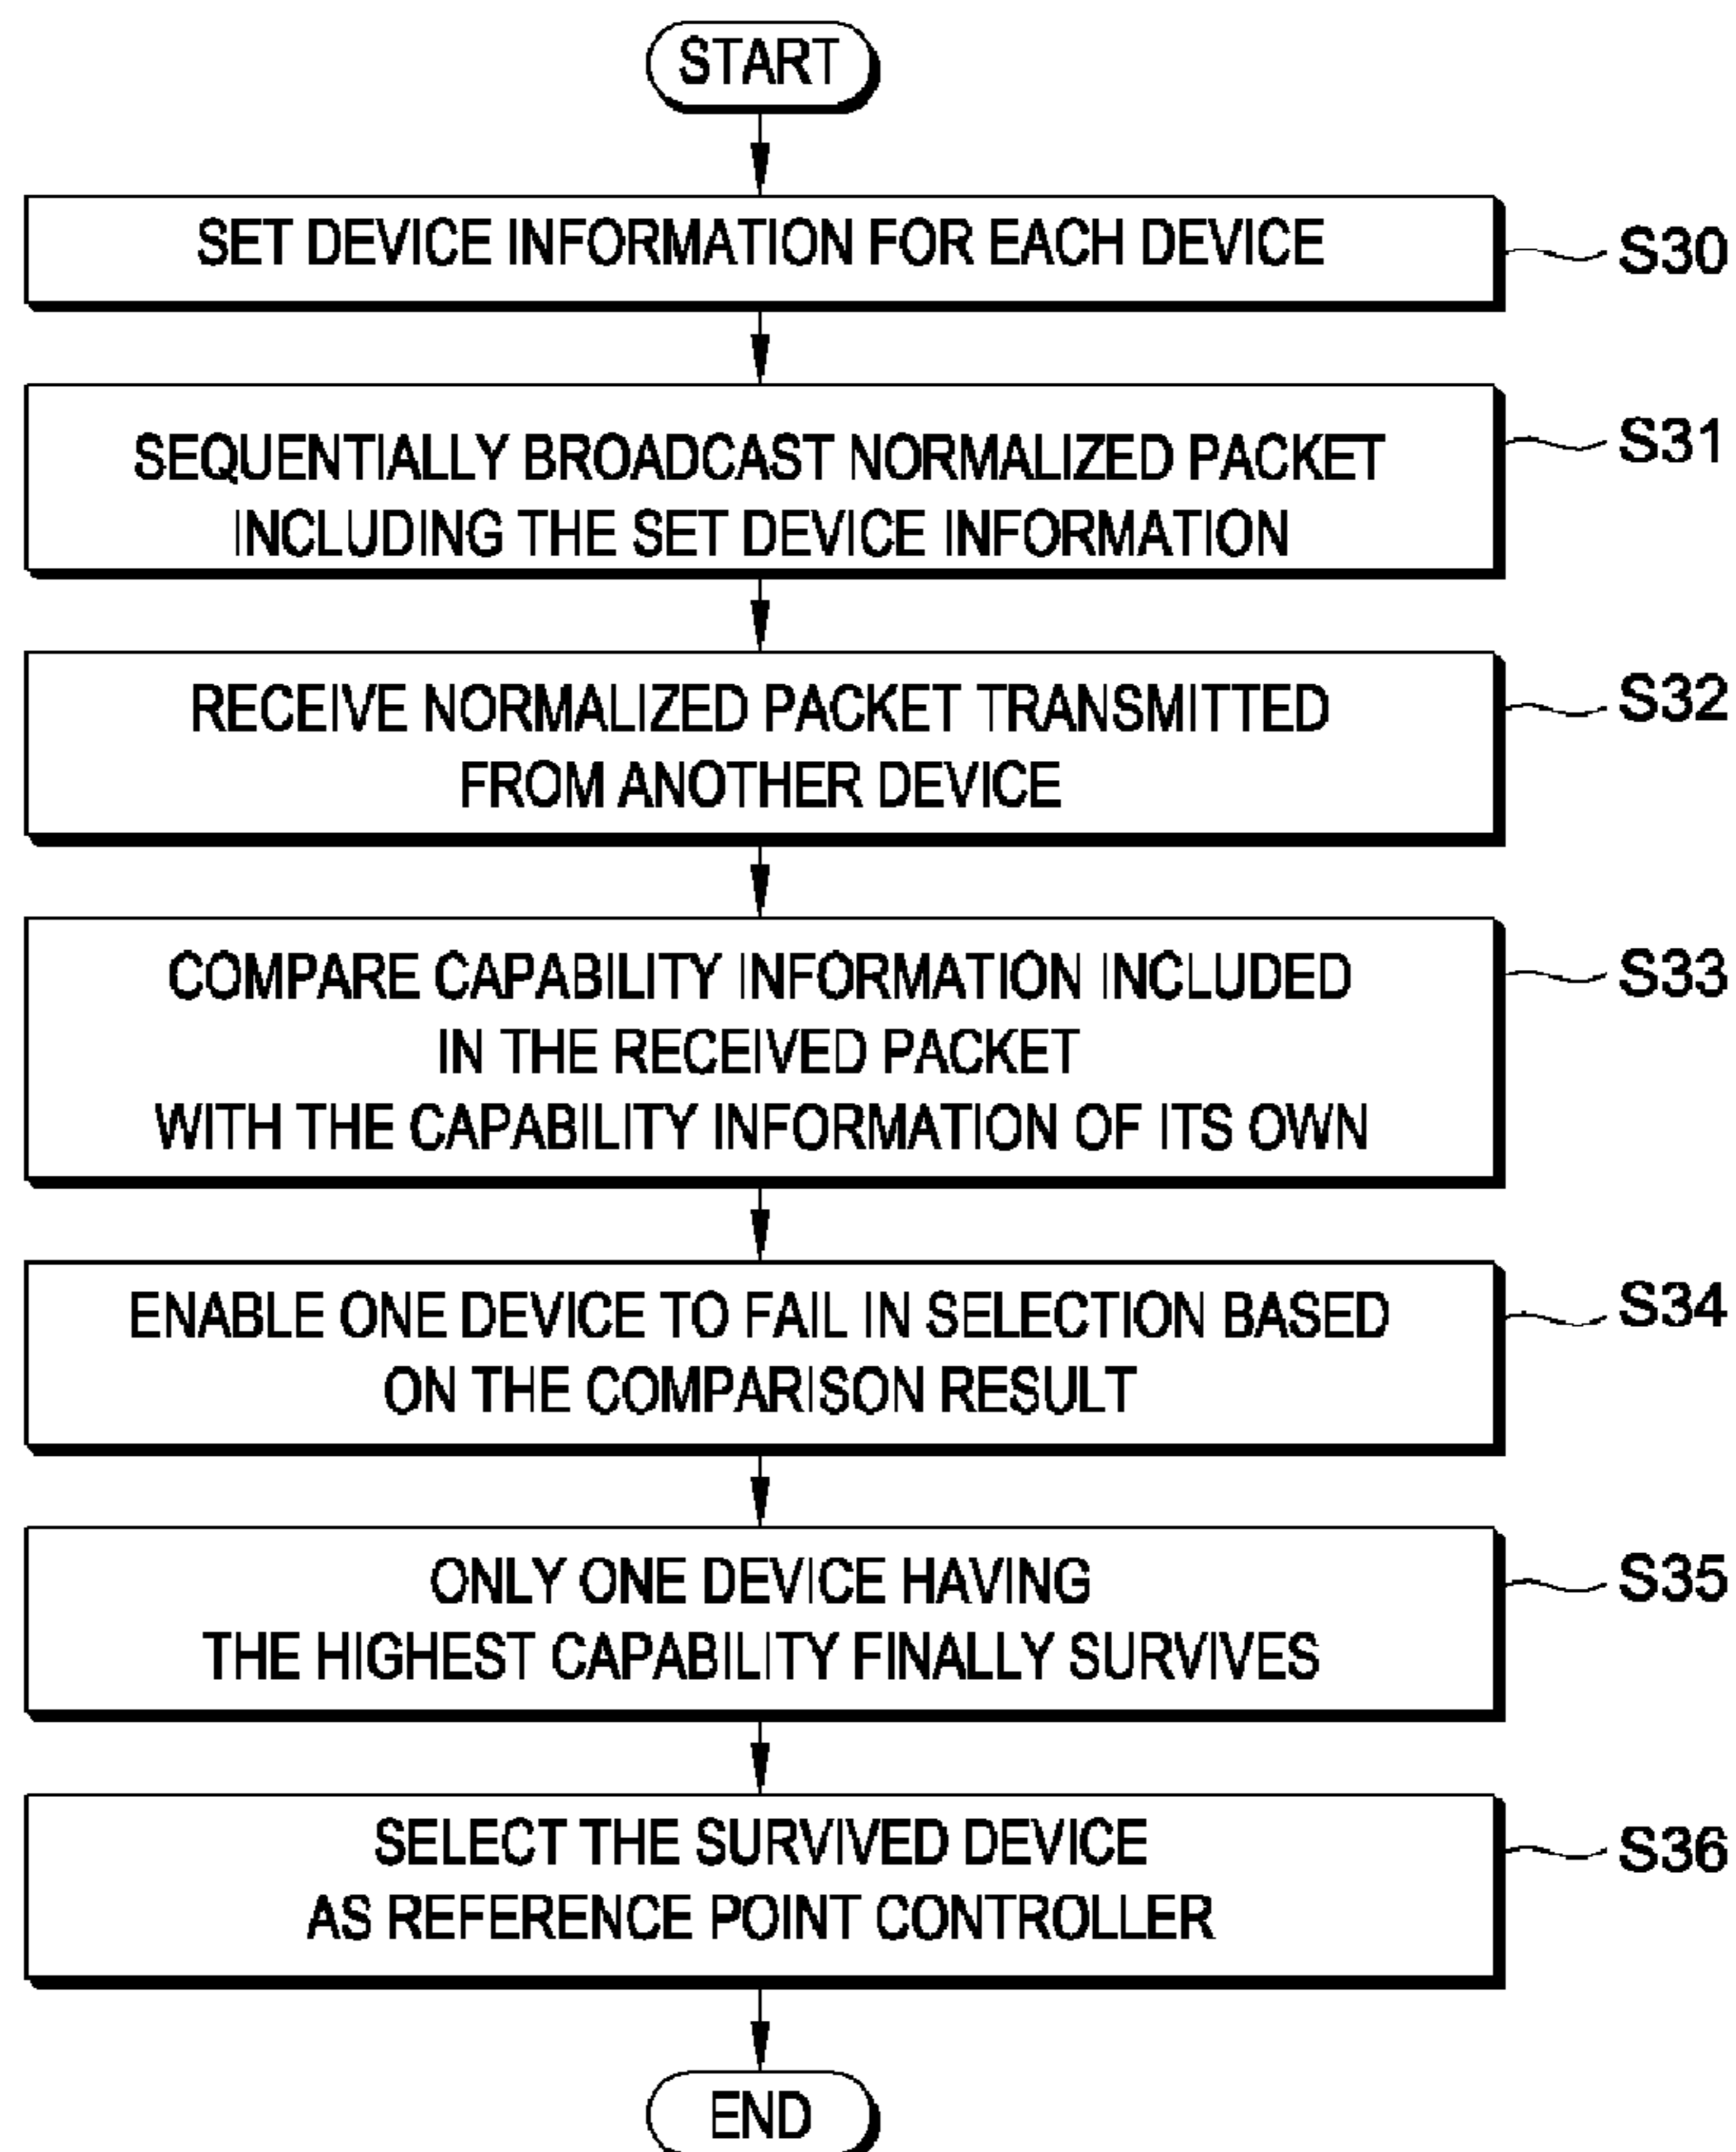 START
SET DEVICE INFORMATION FOR EACH DEVICE
S30
SEQUENTIALLY BROADCAST NORMALIZED PACKET
INCLUDING THE SET DEVICE INFORMATION
S31
RECEIVE NORMALIZED PACKET TRANSMITTED
FROM ANOTHER DEVICE
S32
COMPARE CAPABILITY INFORMATION INCLUDED
IN THE RECEIVED PACKET
WITH THE CAPABILITY INFORMATION OF ITS OWN
S33
ENABLE ONE DEVICE TO FAIL IN SELECTION BASED
ON THE COMPARISON RESULT
S34
ONLY ONE DEVICE HAVING
THE HIGHEST CAPABILITY FINALLY SURVIVES
S35
SELECT THE SURVIVED DEVICE
AS REFERENCE POINT CONTROLLER
S36
END